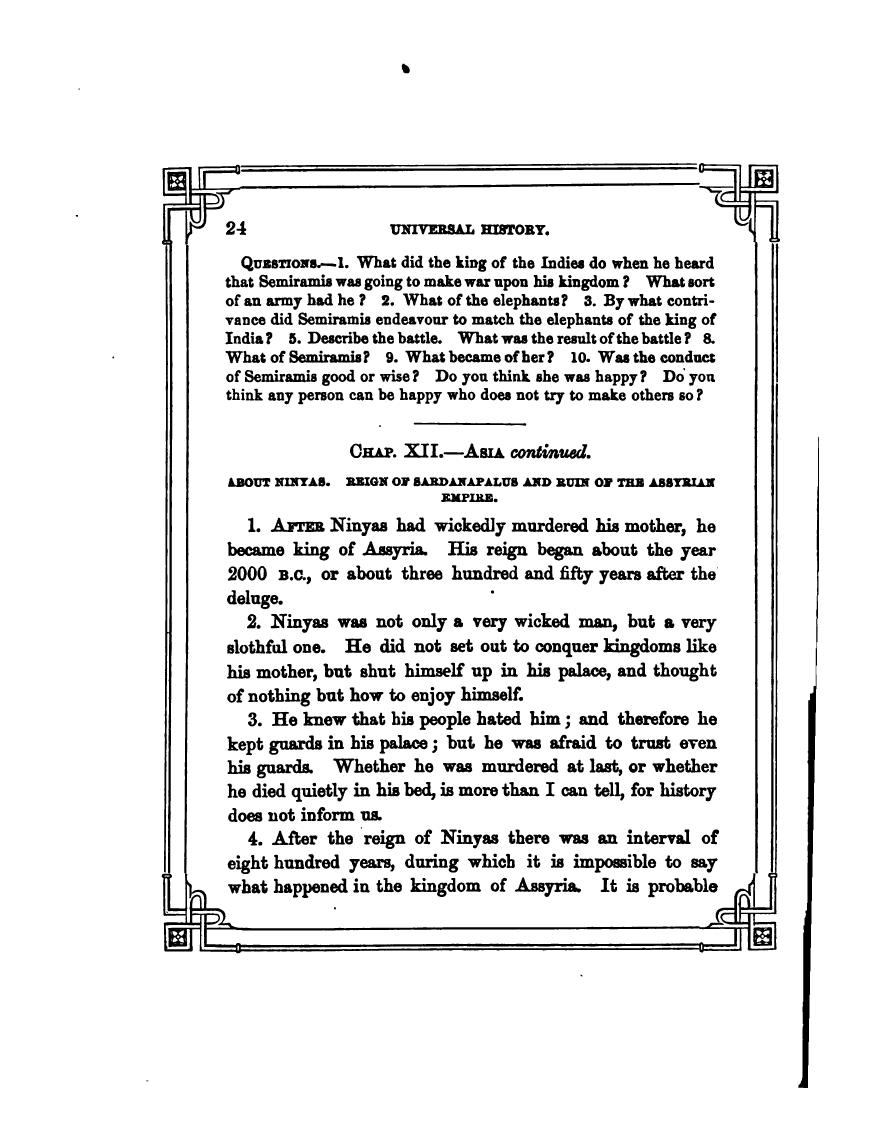 24 UNIVERSAL HISTORY.
QUESTIONS.—1. What did the king of the Indies do when he heard
that Semiramis was going to make war upon his kingdom? What sort
of an army had he? 2. What of the elephants? 3. By what contri-
vance did Semiramis endeavour to match the elephants of the king of
India? 5. Describe the battle. What was the result of the battle? 8.
What of Semiramis? 9. What became of her? 10. Was the conduct
of Semiramis good or wise? Do you think she was happy? Do you
think any person can be happy who does not try to make others so?
CHAP. XII.—ASIA continued.
ABOUT NINYAS. REIGN OF SARDANAPALUS AND RUIN OF THE ASSYRIAN
EMPIRE.
1. AFTER Ninyas had wickedly murdered his mother, he
became king of Assyria. His reign began about the year
2000 B.C., or about three hundred and fifty years after the
deluge.
2. Ninyas was not only a very wicked man, but a very
slothful one. He did not set out to conquer kingdoms like
his mother, but shut himself up in his palace, and thought
of nothing but how to enjoy himself.
3. He knew that his people hated him; and therefore he
kept guards in his palace; but he was afraid to trust even
his guards. Whether he was murdered at last, or whether
he died quietly in his bed, is more than I can tell, for history
does not inform us.
4. After the reign of Ninyas there was an interval of
eight hundred years, during which it is impossible to say
what happened in the kingdom of Assyria. It is probable